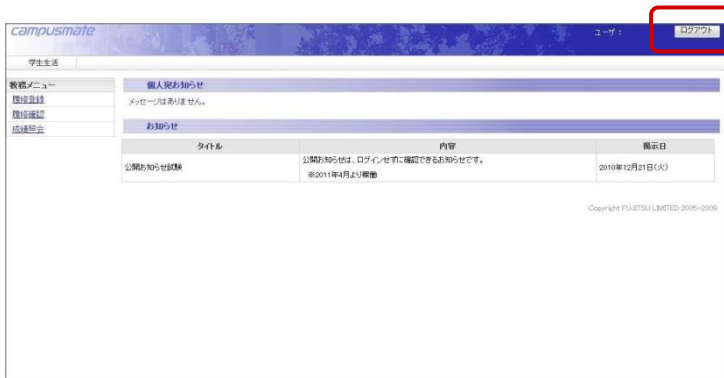 campusmate
ユーザ：
ログアウト
学生生活
教務メニュー
履修登録
履修確認
成績照会
個人宛お知らせ
メッセージはありません。
お知らせ
タイトル 内容 掲示日
公開お知らせ試験 公開お知らせは、ログインせずに確認できるお知らせです。 2010年12月21日(火)
※2011年4月より稼働
Copyright FUJITSU LIMITED 2005-2009